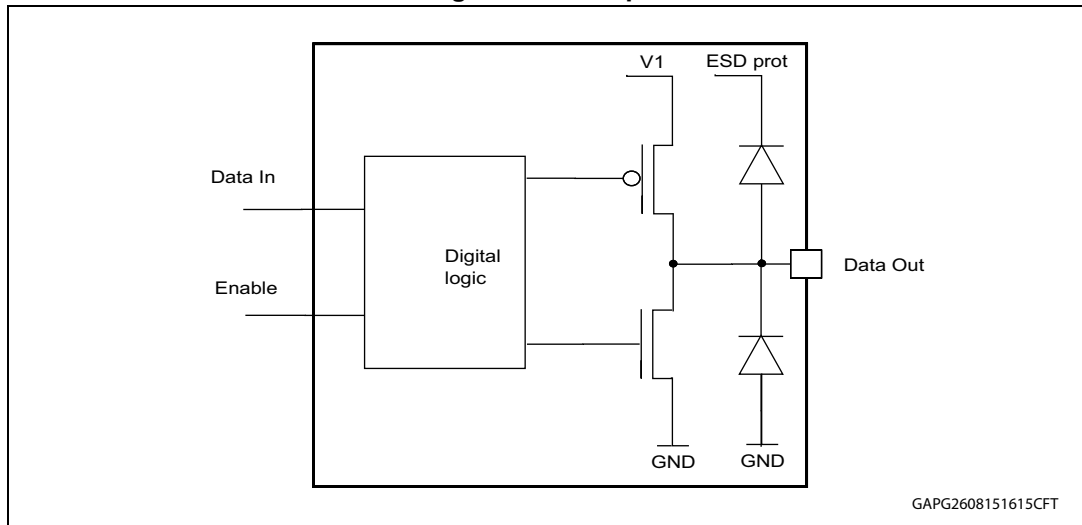 V1
ESD prot
Data In
Digital
logic
Data Out
Enable
GND
GND
GAPG2608151615CFT